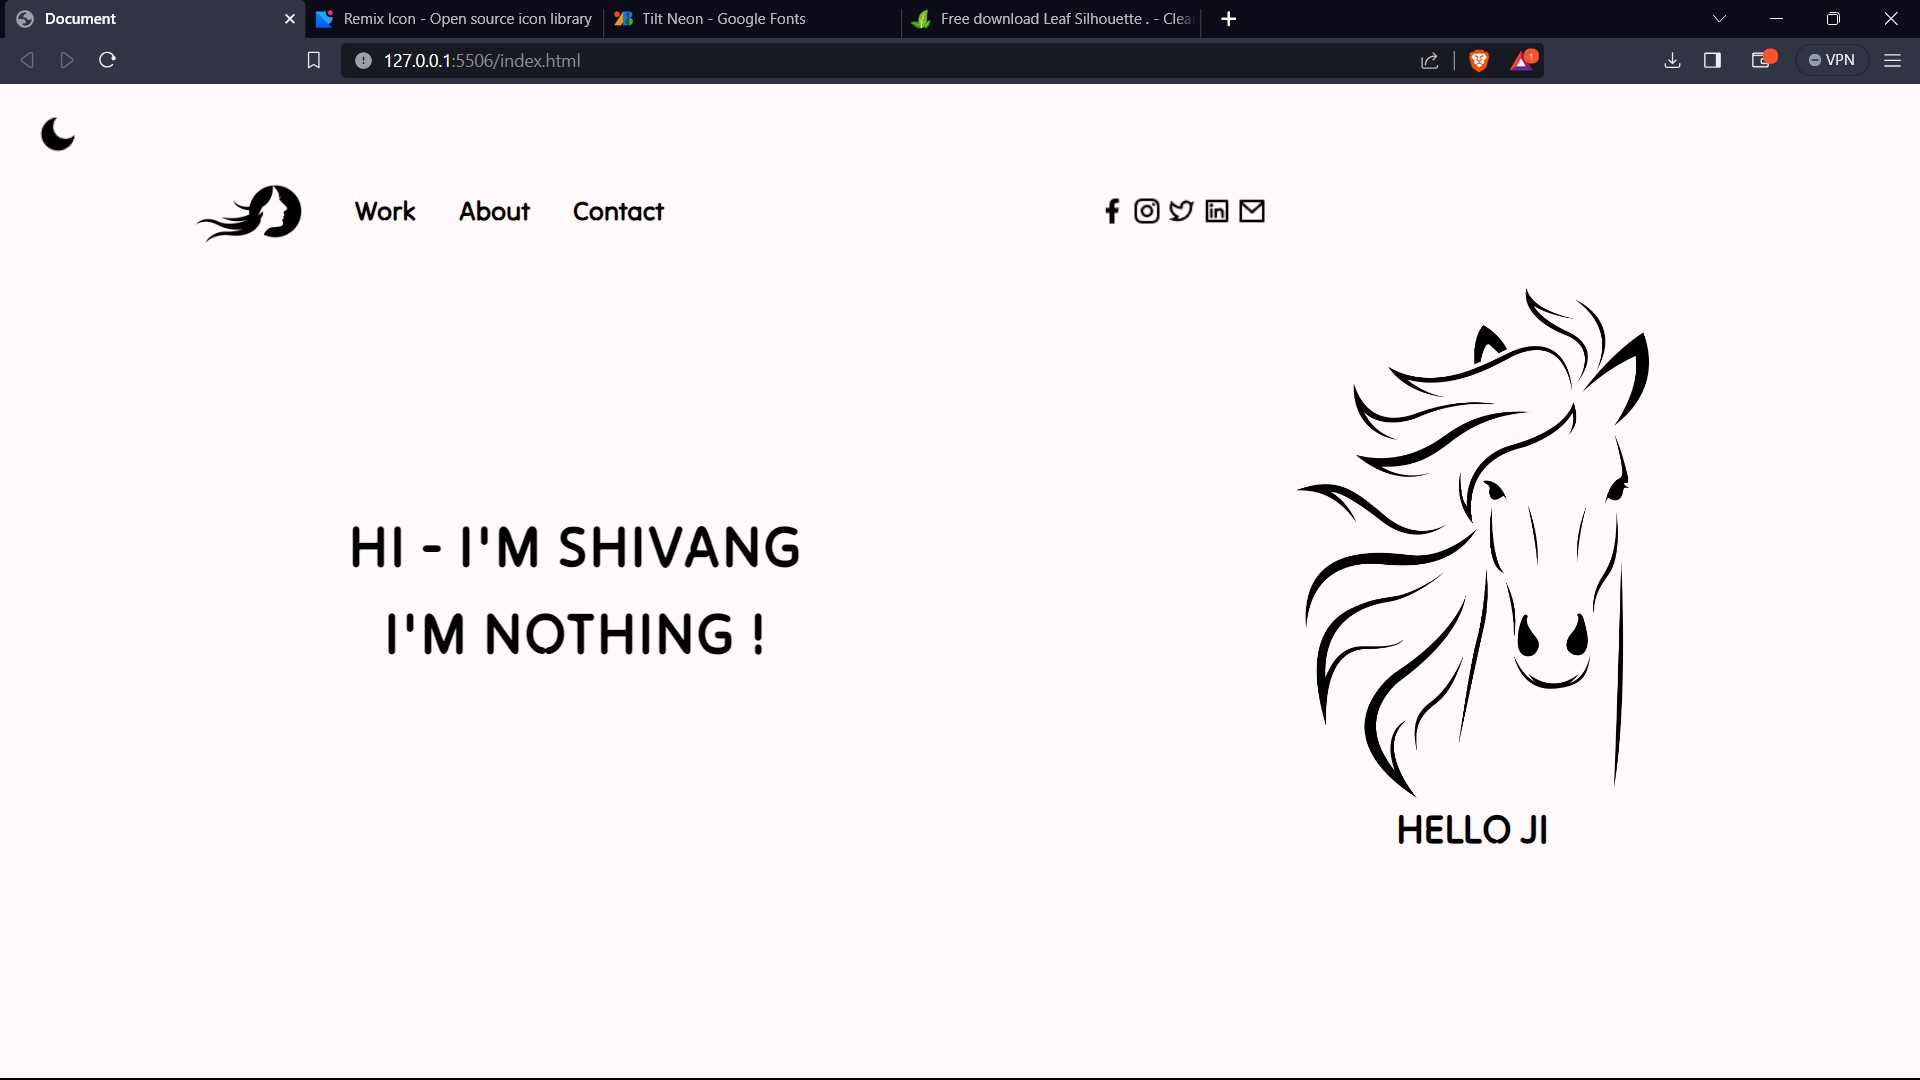 Document
Remix Icon - Open source icon library
Tilt Neon - Google Fonts
Free download Leaf Silhouette . - Clea
127.0.0.1:5506/index.html
1
VPN
Work About Contact
HI - I'M SHIVANG
I'M NOTHING !
HELLO JI